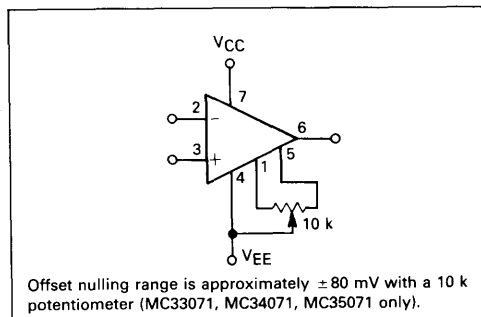 VCC
7
2
-
6
3
+
5
4
1
10 k
VEE
Offset nulling range is approximately ±80 mV with a 10 k
potentiometer (MC33071, MC34071, MC35071 only).